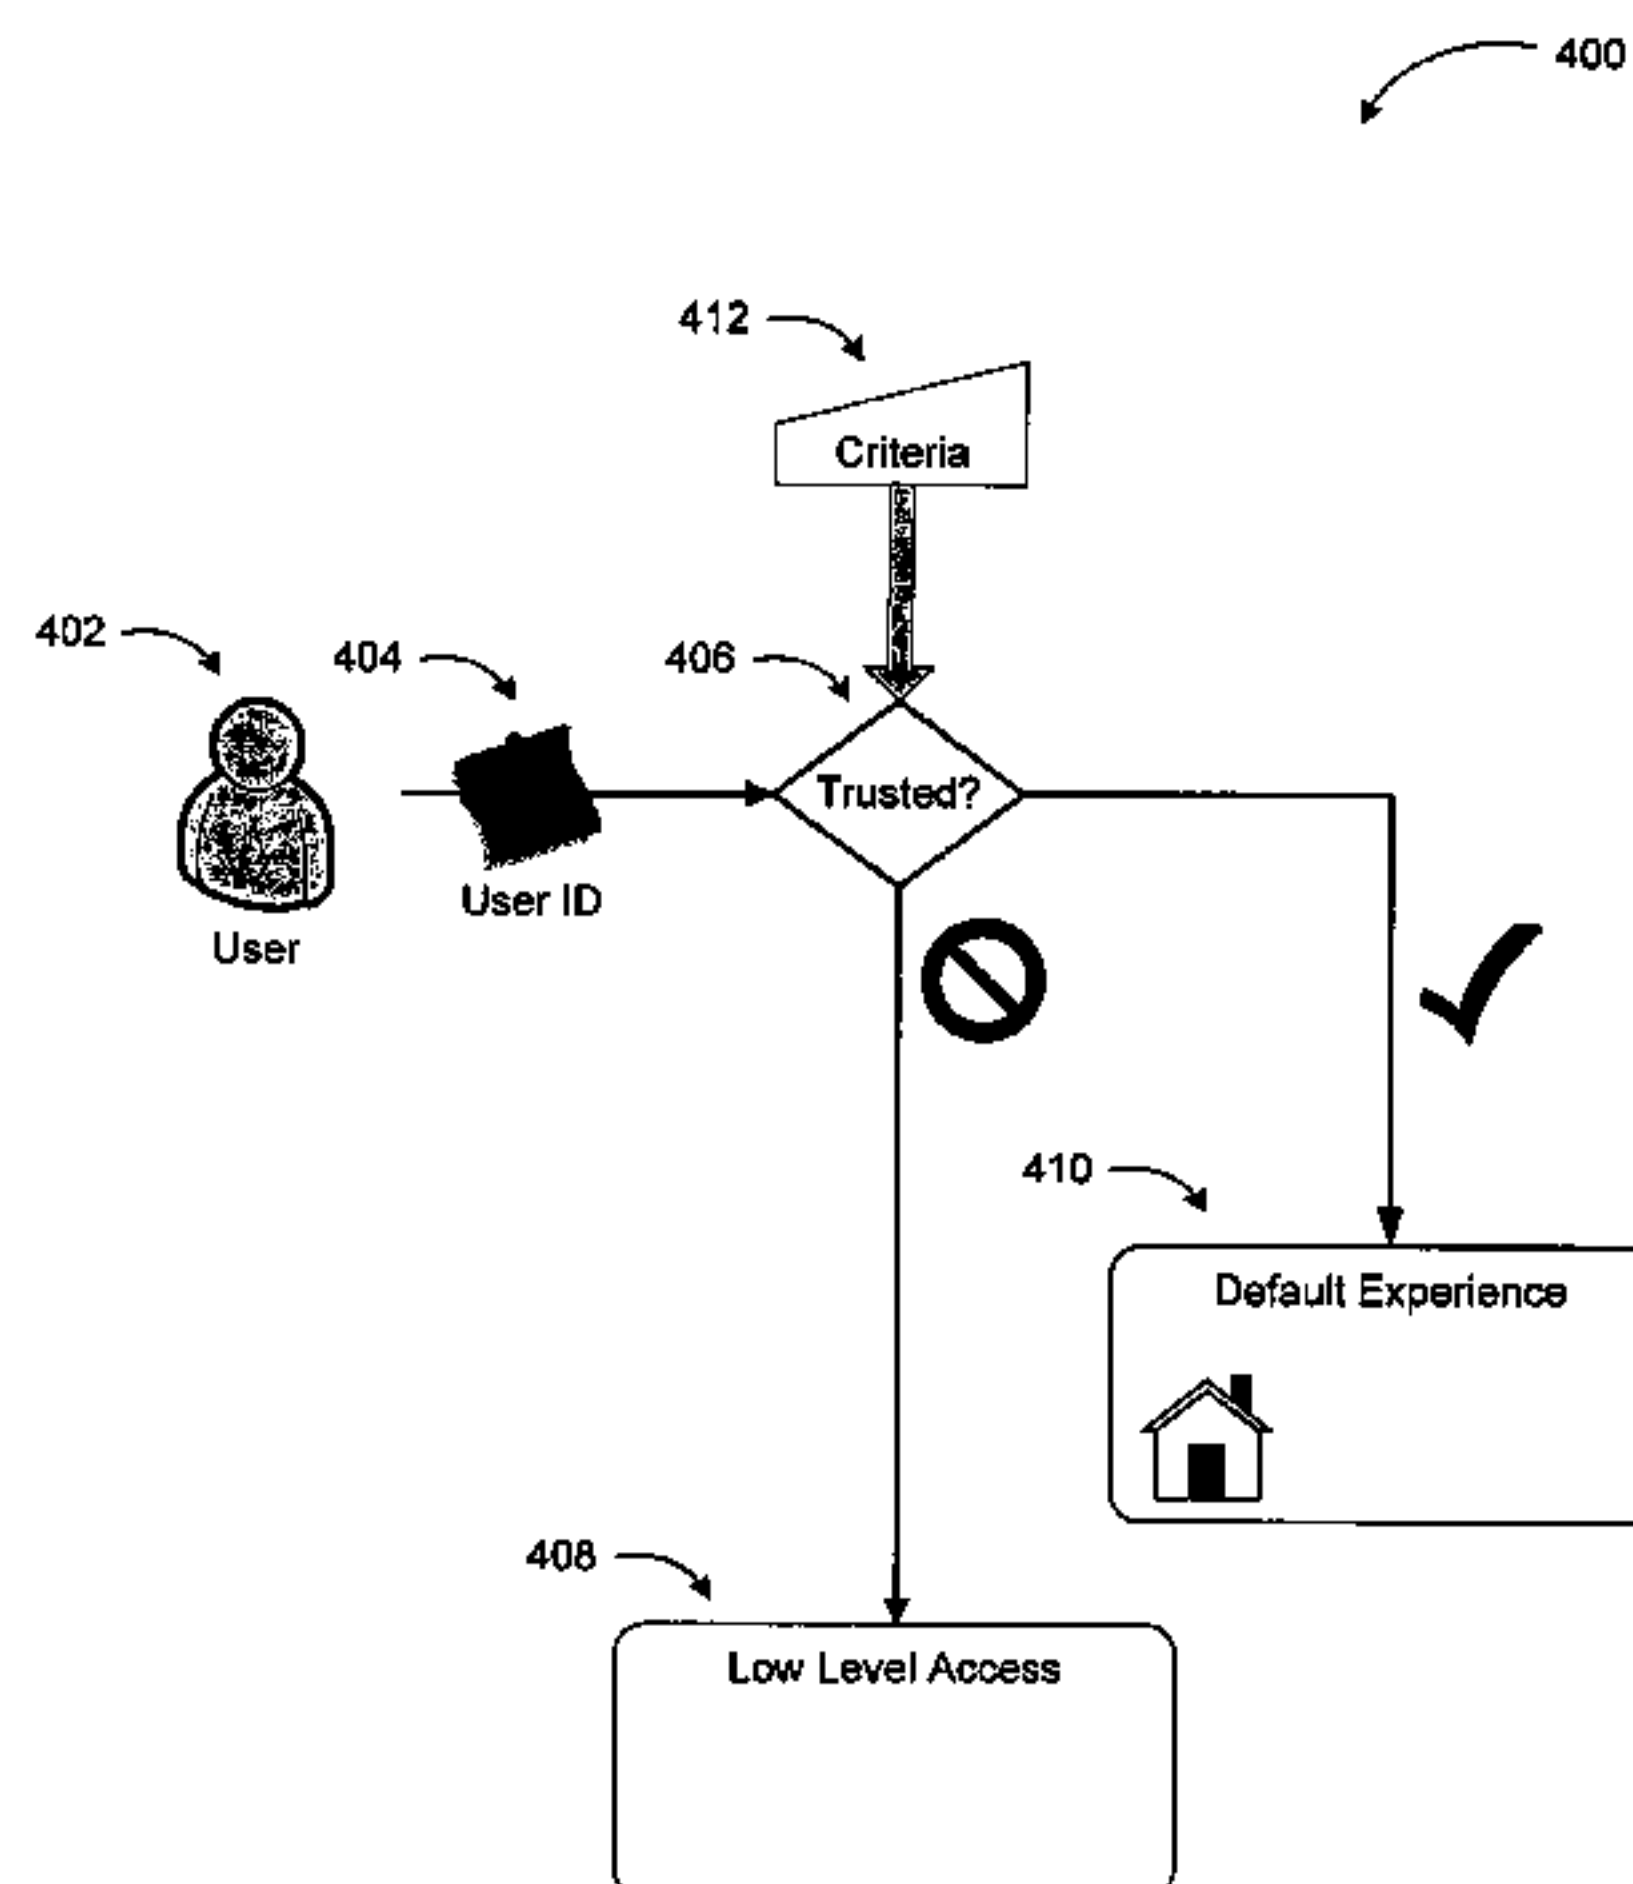 400
412
Criteria
402
404
406
Trusted?
User ID
User
410
Default Experience
408
Low Level Access